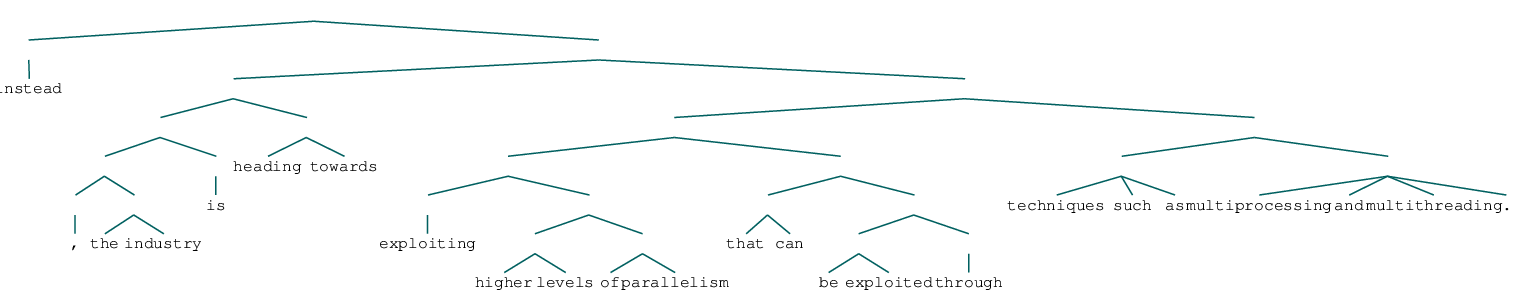 instead
heading towards
is
techniques such as multiprocessing and multithreading.
, the industry
exploiting
that can
higher levels of parallelism
be exploited through